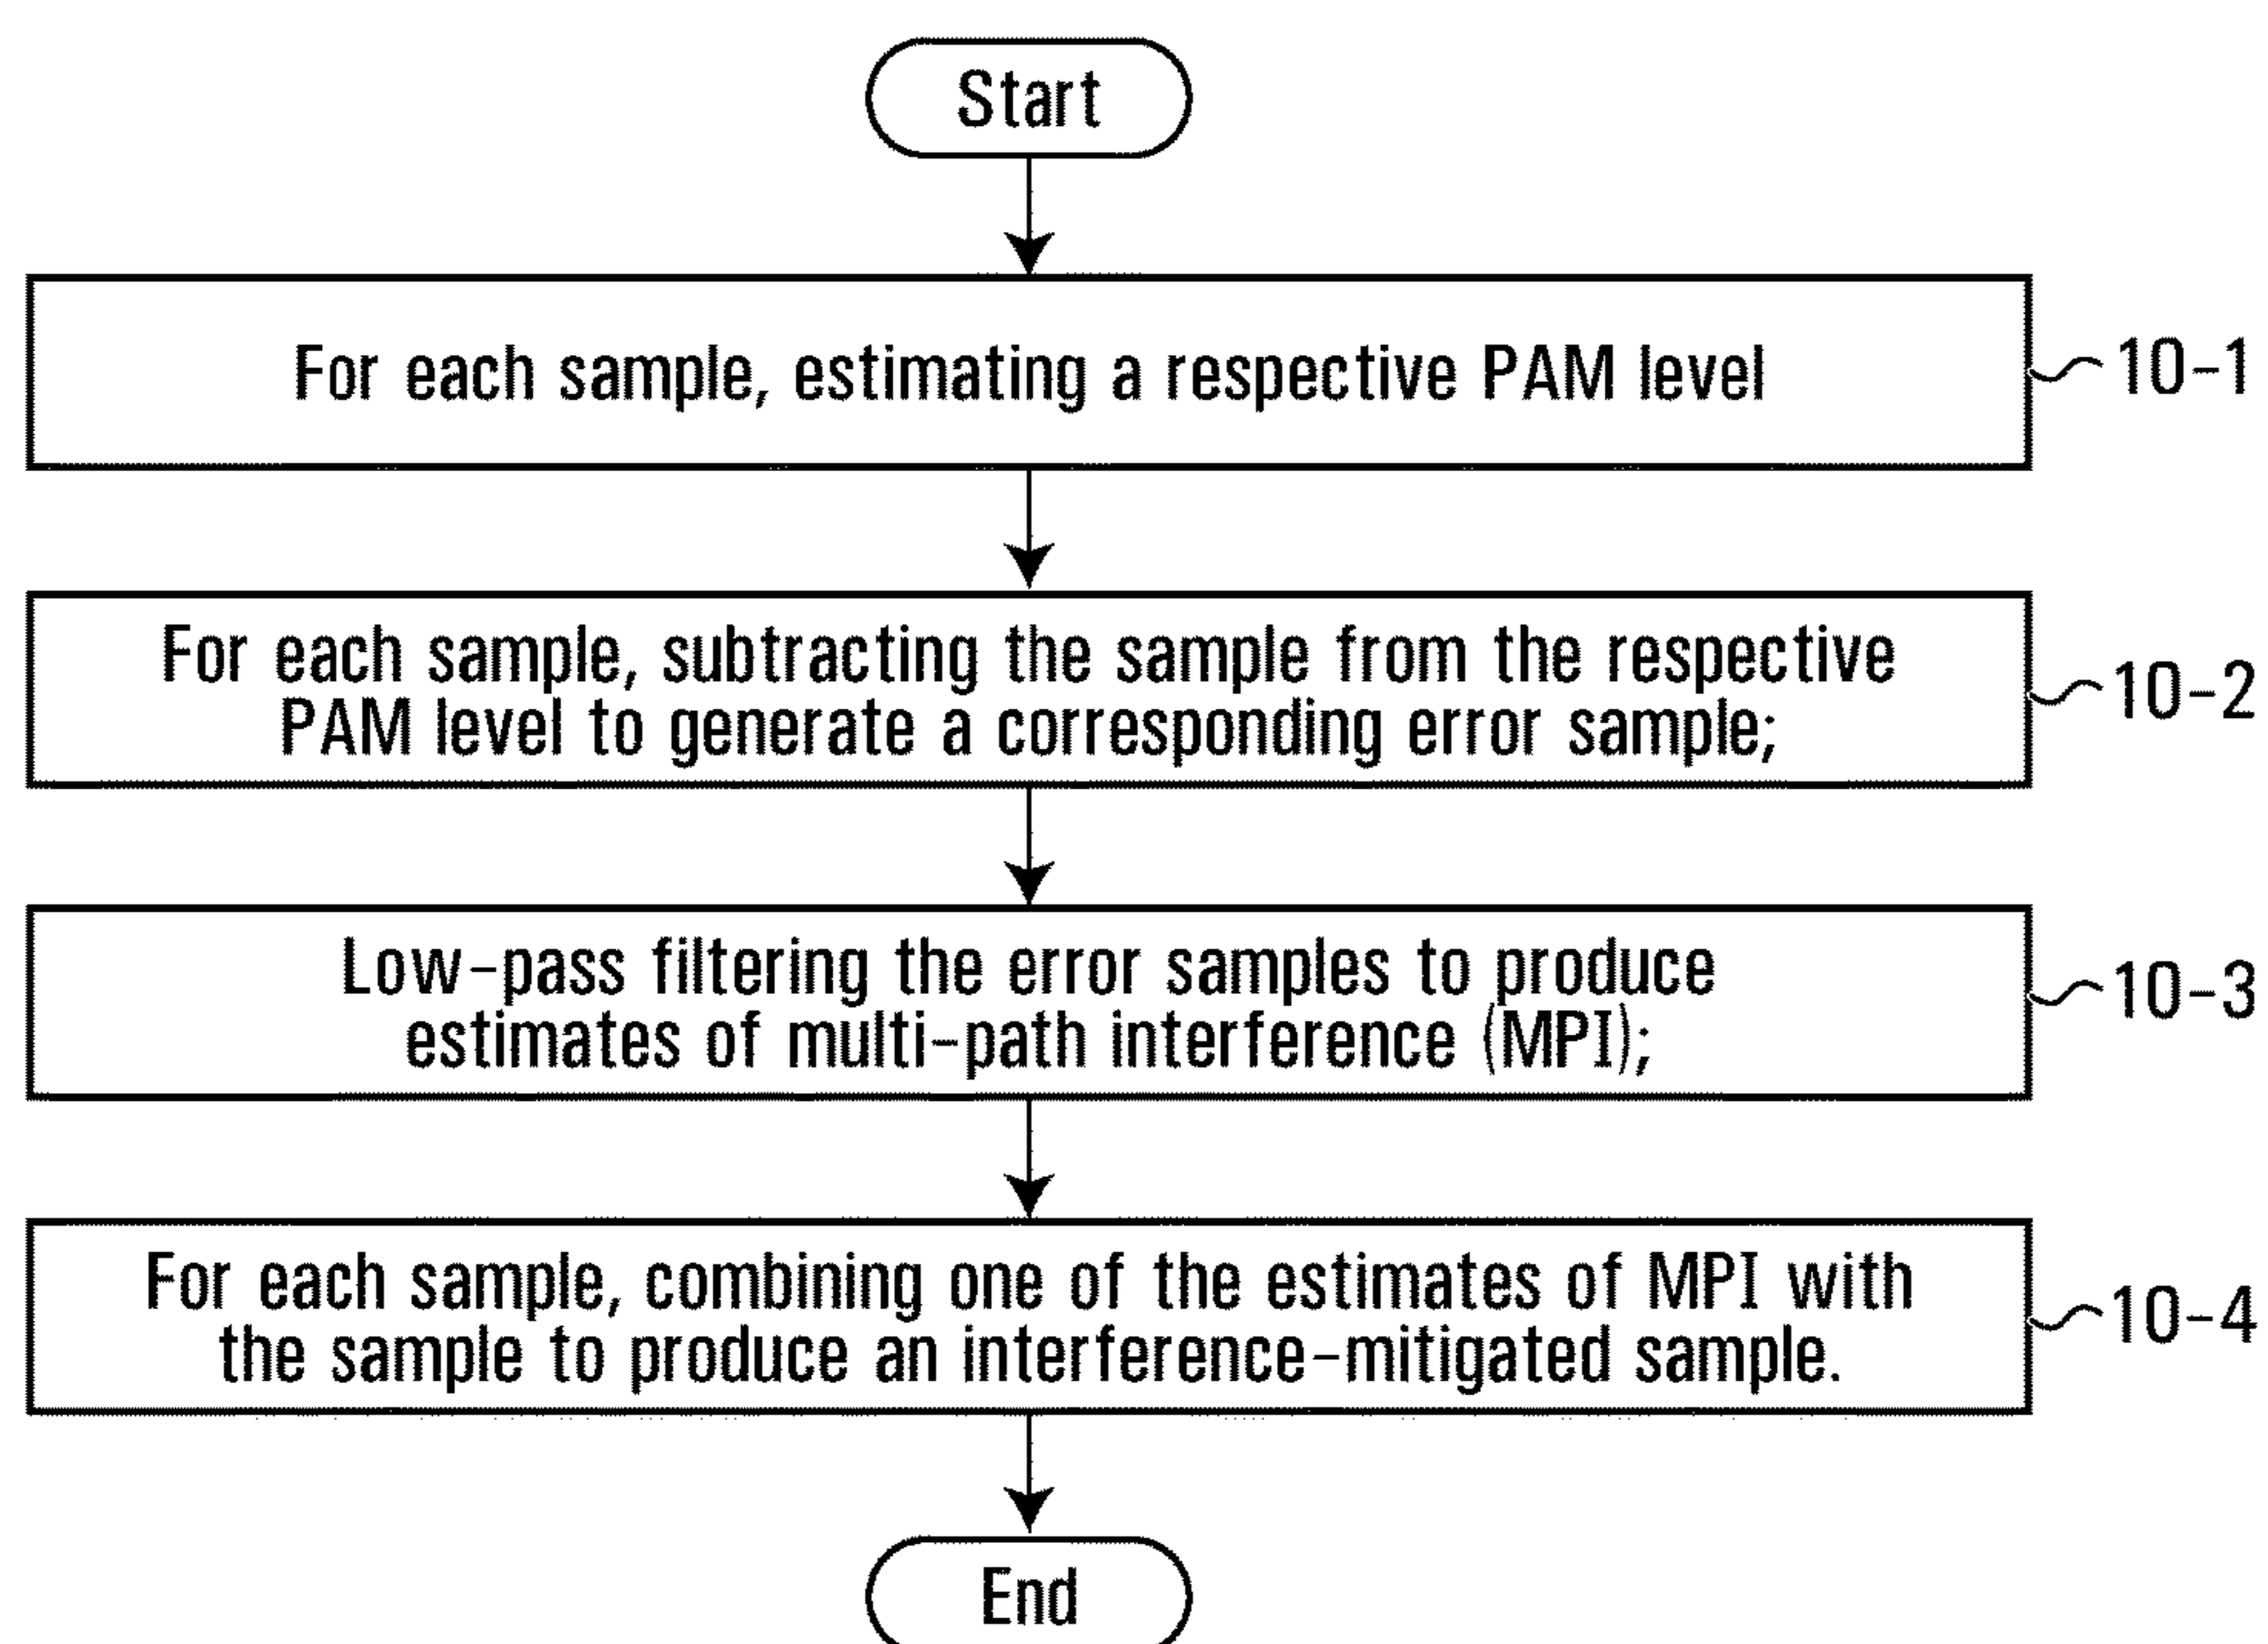 Start
For each sample, estimating a respective PAM level
10-1
For each sample, subtracting the sample from the respective
PAM level to generate a corresponding error sample;
10-2
Low-pass filtering the error samples to produce
estimates of multi-path interference (MPI);
10-3
For each sample, combining one of the estimates of MPI with
the sample to produce an interference-mitigated sample.
10-4
End